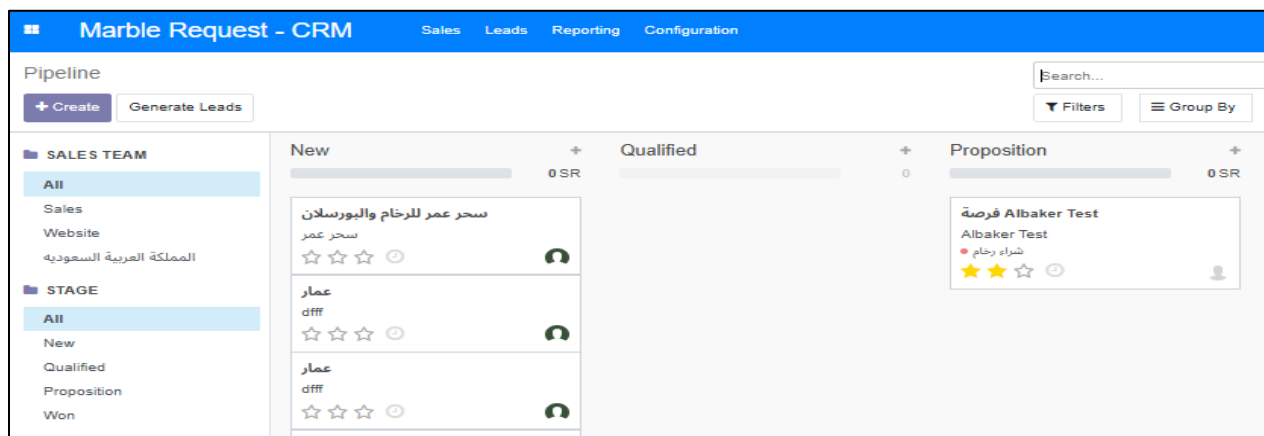 Marble Request - CRM
Sales Leads Reporting Configuration
Pipeline
Search...
+ Create
Generate Leads
Filters
Group By
SALES TEAM
All
Sales
Website
المملكة العربية السعوديه
STAGE
All
New
Qualified
Proposition
Won
New +
0 SR
سحر عمر للرخام والبورسلان
سحر عمر
عمار
dfff
عمار
dfff
Qualified +
0
Proposition +
0 SR
فرصة Albaker Test
Albaker Test
شراء رخام